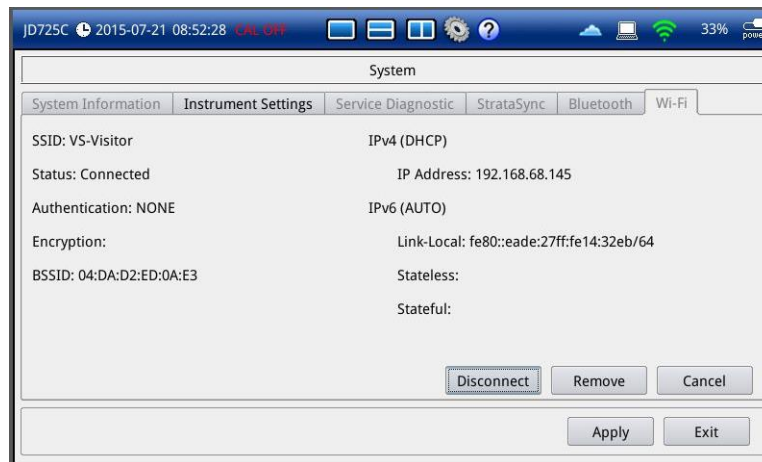 JD725C 2015-07-21 08:52:28 CAL OFF 33%
System
System Information Instrument Settings Service Diagnostic StrataSync Bluetooth Wi-Fi
SSID: VS-Visitor IPv4 (DHCP)
Status: Connected IP Address: 192.168.68.145
Authentication: NONE IPv6 (AUTO)
Encryption: Link-Local: fe80::eade:27ff:fe14:32eb/64
BSSID: 04:DA:D2:ED:0A:E3 Stateless:
Stateful:
Disconnect Remove Cancel
Apply Exit